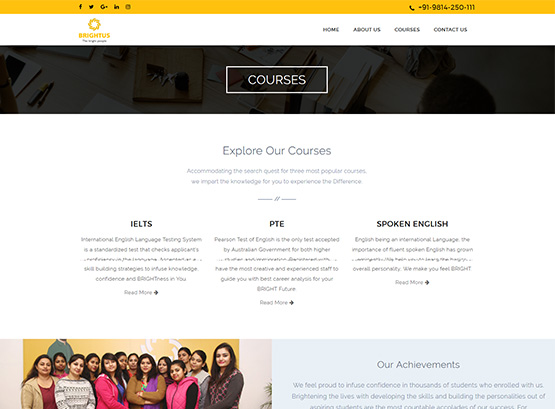 +91-9814-250-111
BRIGHTUS
The bright people
HOME ABOUT US COURSES CONTACT US
COURSES
Explore Our Courses
Accommodating the search quest for three most popular courses,
we impart the knowledge for you to experience the Difference.
//
IELTS
International English Language Testing System
is a standardized test that checks applicant's
skill building strategies to infuse knowledge,
confidence and BRIGHTness in You
Read More
PTE
Pearson Test of English is the only test accepted
by Australian Government for both higher
have the most creative and experienced staff to
guide you with best career analysis for your
BRIGHT Future
Read More
SPOKEN ENGLISH
English being an international Language, the
importance of fluent spoken English has grown
overall personality. We make you feel BRIGHT
Read More
Our Achievements
We feel proud to infuse confidence in thousands of students who enrolled with us.
Brightening the lives with developing the skills and building the personalities out of
aspiring students are the most countable accolades of our success. For